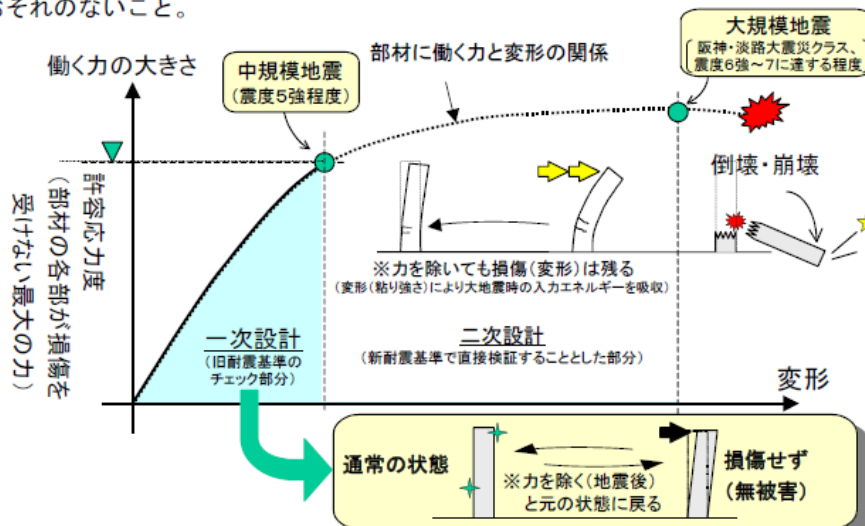 おそれのないこと。
大規模地震
阪神・淡路大震災クラス、
震度6強~7に達する程度
部材に働く力と変形の関係
働く力の大きさ
中規模地震
(震度5強程度)
倒壊・崩壊
許容応力度
(部材の各部が損傷を
受けない最大の力)
※力を除いても損傷(変形)は残る
(変形(粘り強さ)により大地震時の入力エネルギーを吸収)
一次設計
(旧耐震基準の
チェック部分)
二次設計
(新耐震基準で直接検証することとした部分)
変形
通常の状態
※力を除く(地震後)
と元の状態に戻る
損傷せず
(無被害)